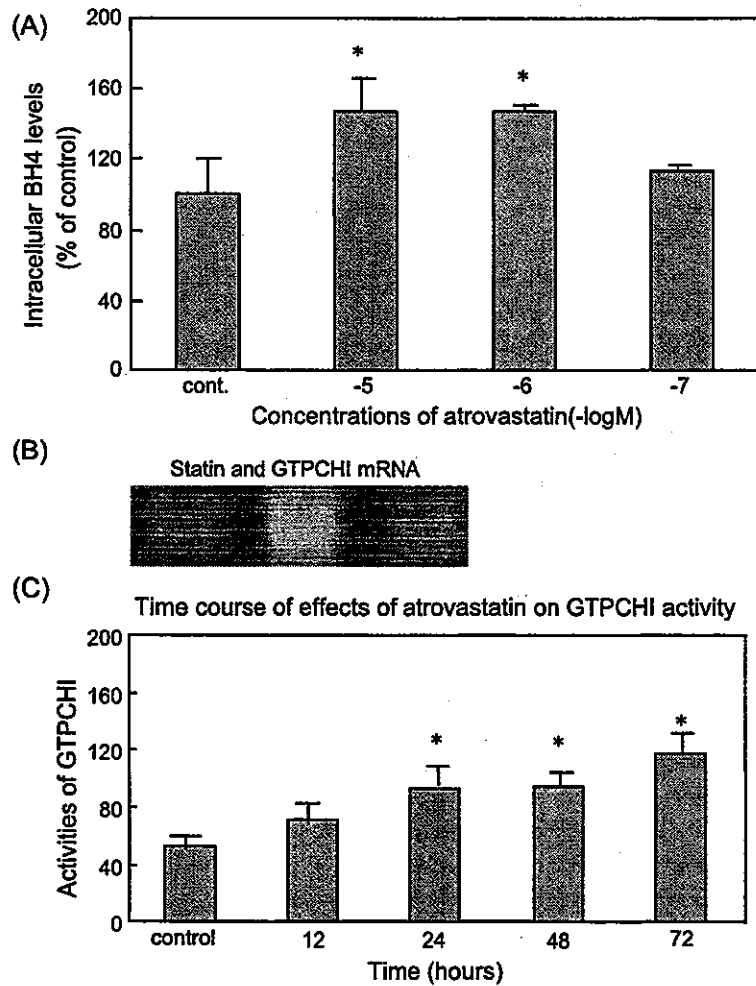 (A)
200
160
120
80
40
0
Intracellular BH4 levels
(% of control)
*
*
cont.
-5
-6
-7
Concentrations of atrovastatin(-logM)
(B)
Statin and GTPCHI mRNA
(C)
Time course of effects of atrovastatin on GTPCHI activity
200
160
120
80
40
0
Activities of GTPCHI
*
*
*
control
12
24
48
72
Time (hours)